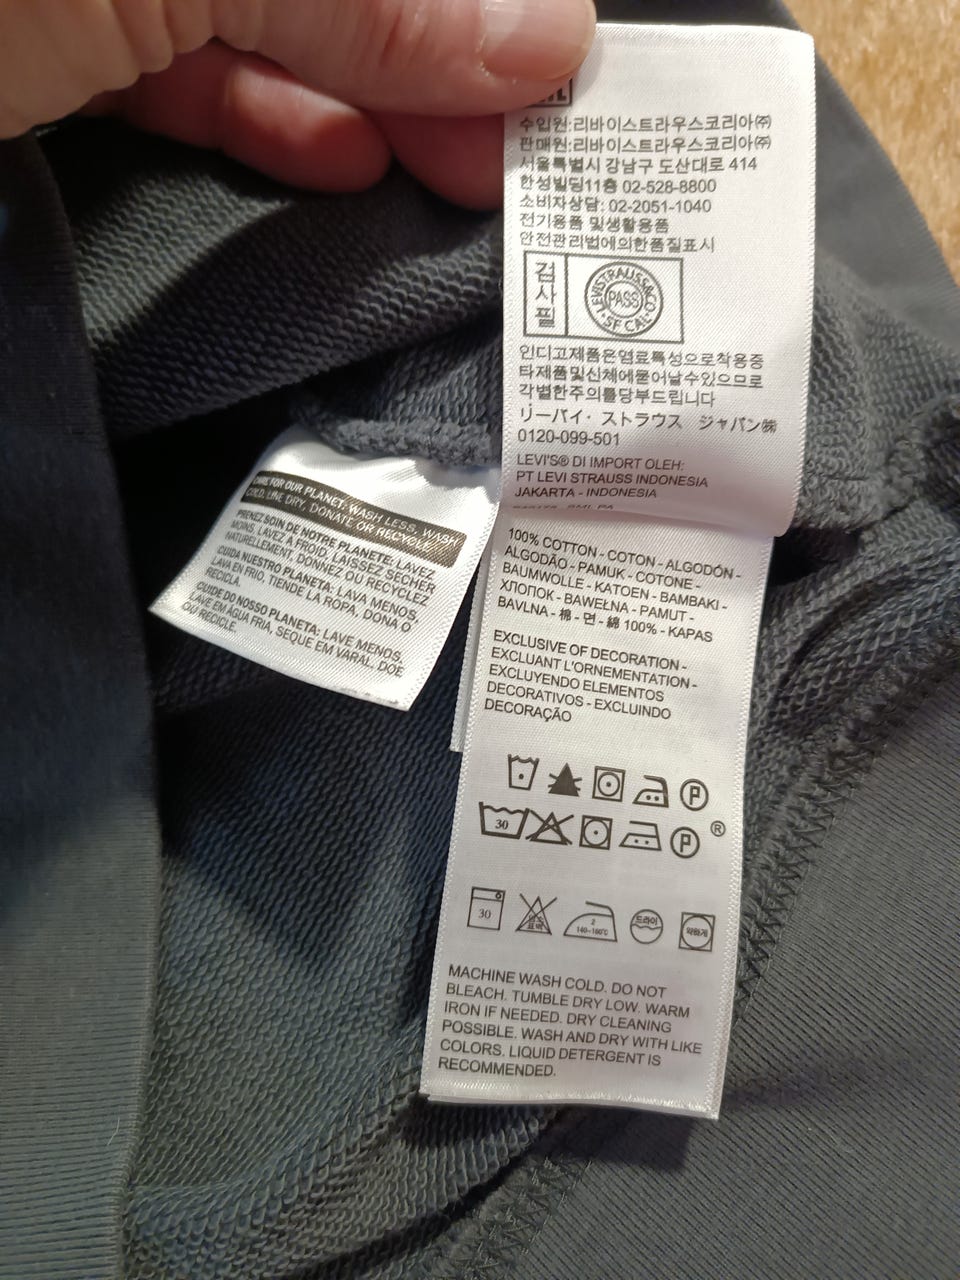 수입원:리바이스트라우스코리아㈜
판매원:리바이스트라우스코리아㈜
서울특별시 강남구 도산대로 414
한성빌딩11층 02-528-8800
소비자상담: 02-2051-1040
전기용품 및생활용품
안전관리법에의한품질표시
검사필
LEVI STRAUSS & CO
PASS
SF CAL
인디고제품은염료특성으로착용중
타제품및신체에묻어날수있으므로
각별한주의를당부드립니다
リーバイ・ストラウス ジャパン㈱
0120-099-501
LEVI'S® DI IMPORT OLEH:
PT LEVI STRAUSS INDONESIA
JAKARTA - INDONESIA
CARE FOR OUR PLANET: WASH LESS, WASH
COLD, LINE DRY, DONATE OR RECYCLE.
PRENEZ SOIN DE NOTRE PLANÈTE: LAVEZ
MOINS, LAVEZ À FROID, LAISSEZ SÉCHER
NATURELLEMENT, DONNEZ OU RECYCLEZ
CUIDA NUESTRO PLANETA: LAVA MENOS,
LAVA EN FRIO, TIENDE LA ROPA, DONA O
RECICLA.
CUIDE DO NOSSO PLANETA: LAVE MENOS,
LAVE EM ÁGUA FRIA, SEQUE EM VARAL, DOE
OU RECICLE.
100% COTTON - COTON - ALGODÓN -
ALGODÃO - PAMUK - COTONE -
BAUMWOLLE - KATOEN - BAMBAKI -
ХЛОПОК - BAWEŁNA - PAMUT -
BAVLNA - 棉 - 면 - 綿 100% - KAPAS
EXCLUSIVE OF DECORATION -
EXCLUANT L'ORNEMENTATION -
EXCLUYENDO ELEMENTOS
DECORATIVOS - EXCLUINDO
DECORAÇÃO
P
30 P ®
30 염소표백 2 140~160℃ 드라이 약하게
MACHINE WASH COLD. DO NOT
BLEACH. TUMBLE DRY LOW. WARM
IRON IF NEEDED. DRY CLEANING
POSSIBLE. WASH AND DRY WITH LIKE
COLORS. LIQUID DETERGENT IS
RECOMMENDED.